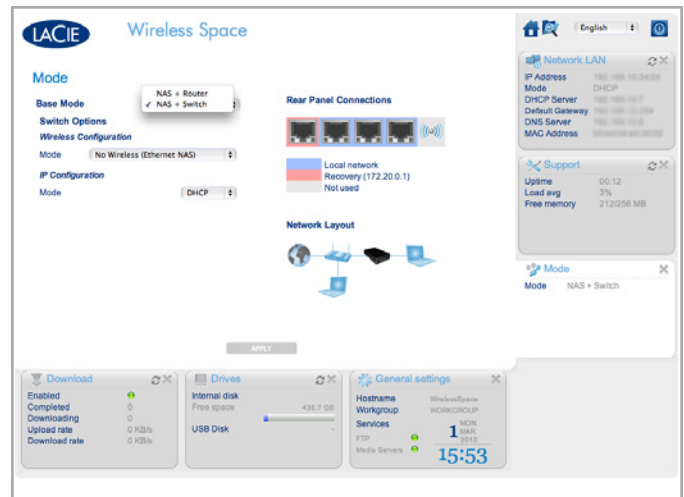 LACIE
Wireless Space
English
Mode
Base Mode
NAS + Router
✓ NAS + Switch
Switch Options
Wireless Configuration
Mode No Wireless (Ethernet NAS)
IP Configuration
Mode DHCP
Rear Panel Connections
Local network
Recovery (172.20.0.1)
Not used
Network Layout
APPLY
Network LAN
IP Address
Mode DHCP
DHCP Server
Default Gateway
DNS Server
MAC Address
Support
Uptime 00:12
Load avg 3%
Free memory 212/256 MB
Mode
Mode NAS + Switch
Download
Enabled
Completed 0
Downloading 0
Upload rate 0 KB/s
Download rate 0 KB/s
Drives
Internal disk
Free space 435.7 GB
USB Disk -
General settings
Hostname WirelessSpace
Workgroup WORKGROUP
Services
FTP
Media Servers
1 MON
MAR.
2010
15:53